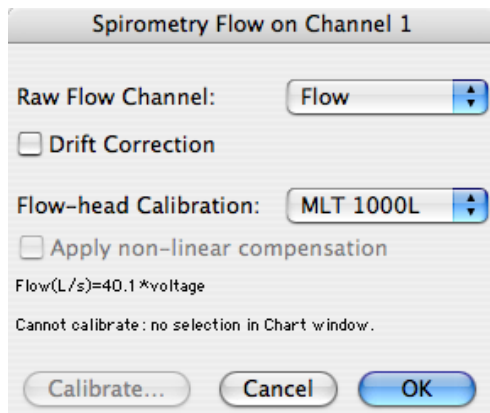 Spirometry Flow on Channel 1
Raw Flow Channel: Flow
Drift Correction
Flow-head Calibration: MLT 1000L
Apply non-linear compensation
Flow(L/s)=40.1*voltage
Cannot calibrate: no selection in Chart window.
Calibrate... Cancel OK